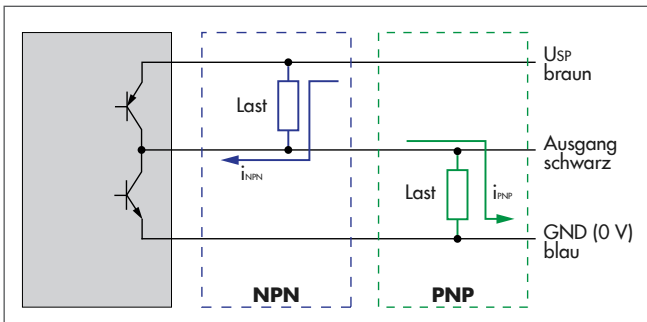 USP
braun
Last
Ausgang
schwarz
iNPN
Last
iPNP
GND (0 V)
blau
NPN
PNP